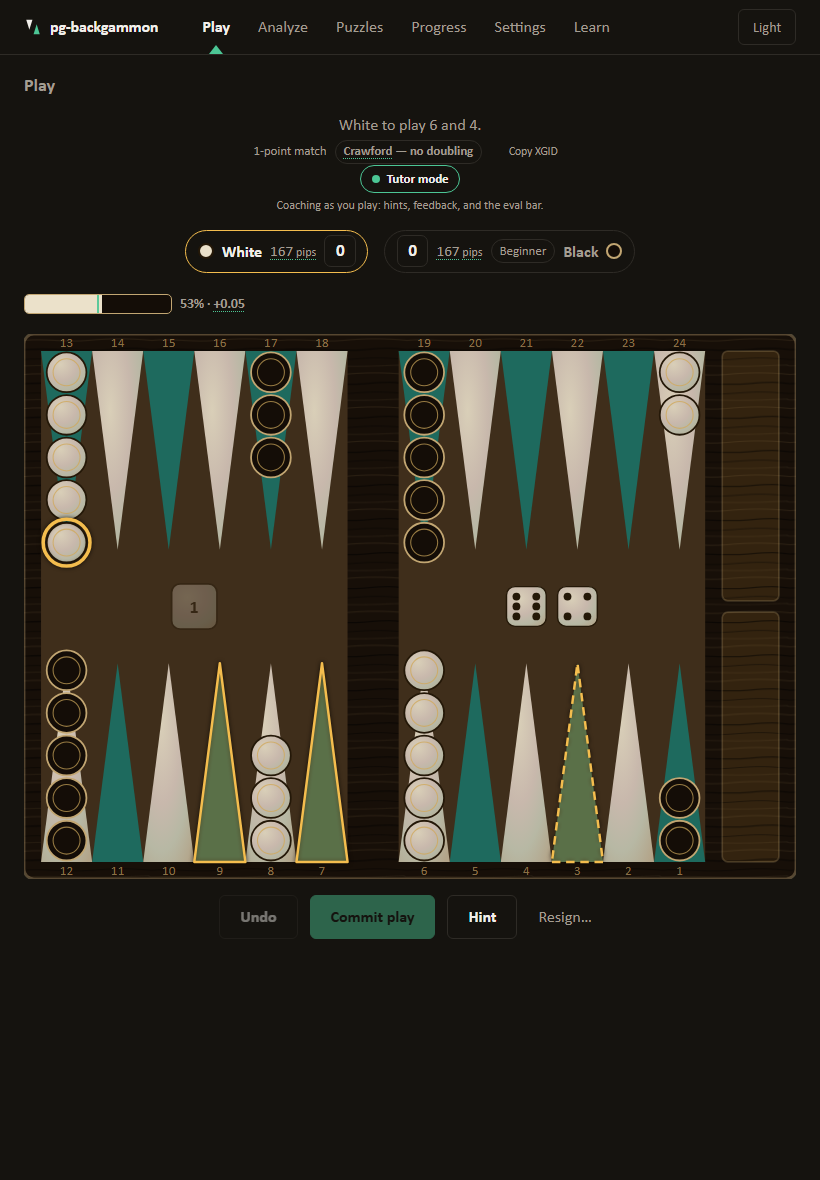 pg-backgammon Play Analyze Puzzles Progress Settings Learn Light
Play
White to play 6 and 4.
1-point match Crawford — no doubling Copy XGID
Tutor mode
Coaching as you play: hints, feedback, and the eval bar.
White 167 pips 0 0 167 pips Beginner Black
53% · +0.05
13 14 15 16 17 18 19 20 21 22 23 24
1
12 11 10 9 8 7 6 5 4 3 2 1
Undo Commit play Hint Resign...